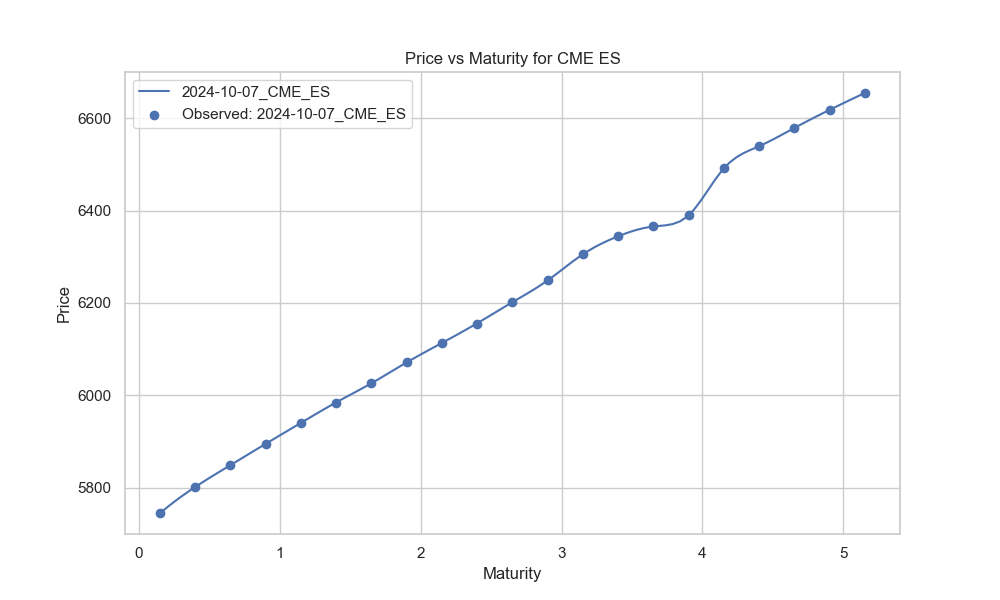 Price vs Maturity for CME ES
2024-10-07_CME_ES
Observed: 2024-10-07_CME_ES
Price
6600
6400
6200
6000
5800
0 1 2 3 4 5
Maturity